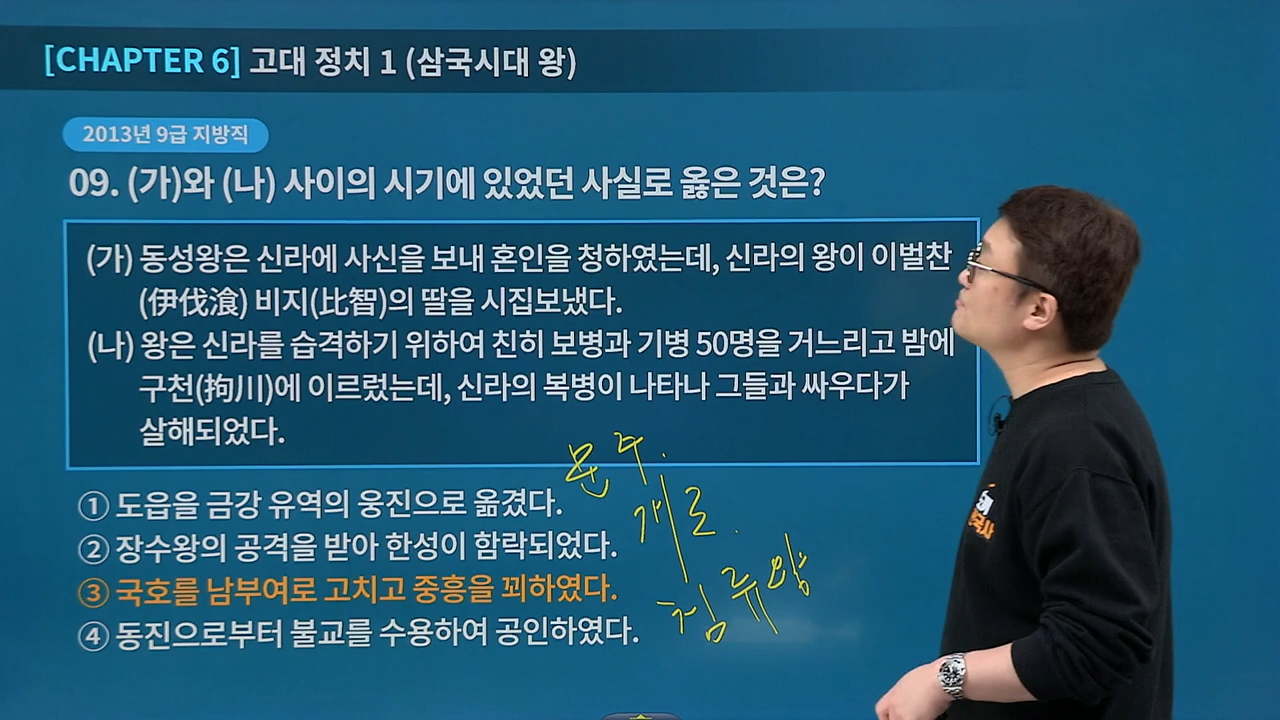 [CHAPTER 6] 고대 정치 1 (삼국시대 왕)
2013년 9급 지방직
09. (가)와 (나) 사이의 시기에 있었던 사실로 옳은 것은?
(가) 동성왕은 신라에 사신을 보내 혼인을 청하였는데, 신라의 왕이 이벌찬
(伊伐湌) 비지(比智)의 딸을 시집보냈다.
(나) 왕은 신라를 습격하기 위하여 친히 보병과 기병 50명을 거느리고 밤에
구천(狗川)에 이르렀는데, 신라의 복병이 나타나 그들과 싸우다가
살해되었다.
① 도읍을 금강 유역의 웅진으로 옮겼다.
문주.
② 장수왕의 공격을 받아 한성이 함락되었다.
개로.
③ 국호를 남부여로 고치고 중흥을 꾀하였다.
④ 동진으로부터 불교를 수용하여 공인하였다.
침류왕